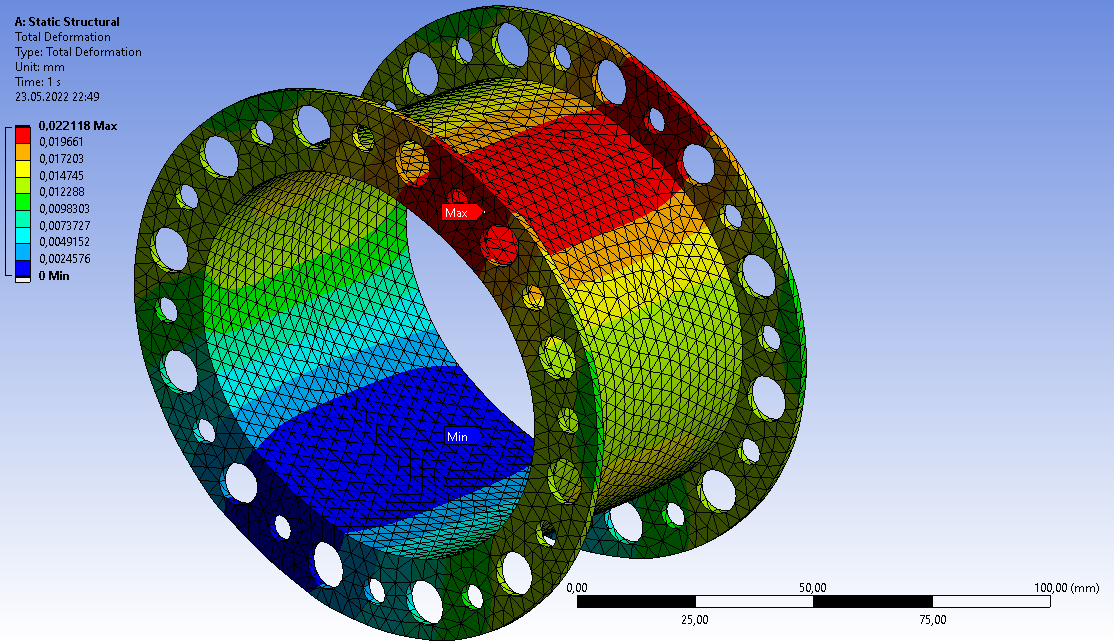 A: Static Structural
Total Deformation
Type: Total Deformation
Unit: mm
Time: 1 s
23.05.2022 22:49
0,022118 Max
0,019661
0,017203
0,014745
0,012288
0,0098303
0,0073727
0,0049152
0,0024576
0 Min
Max
Min
0,00 50,00 100,00 (mm)
25,00 75,00